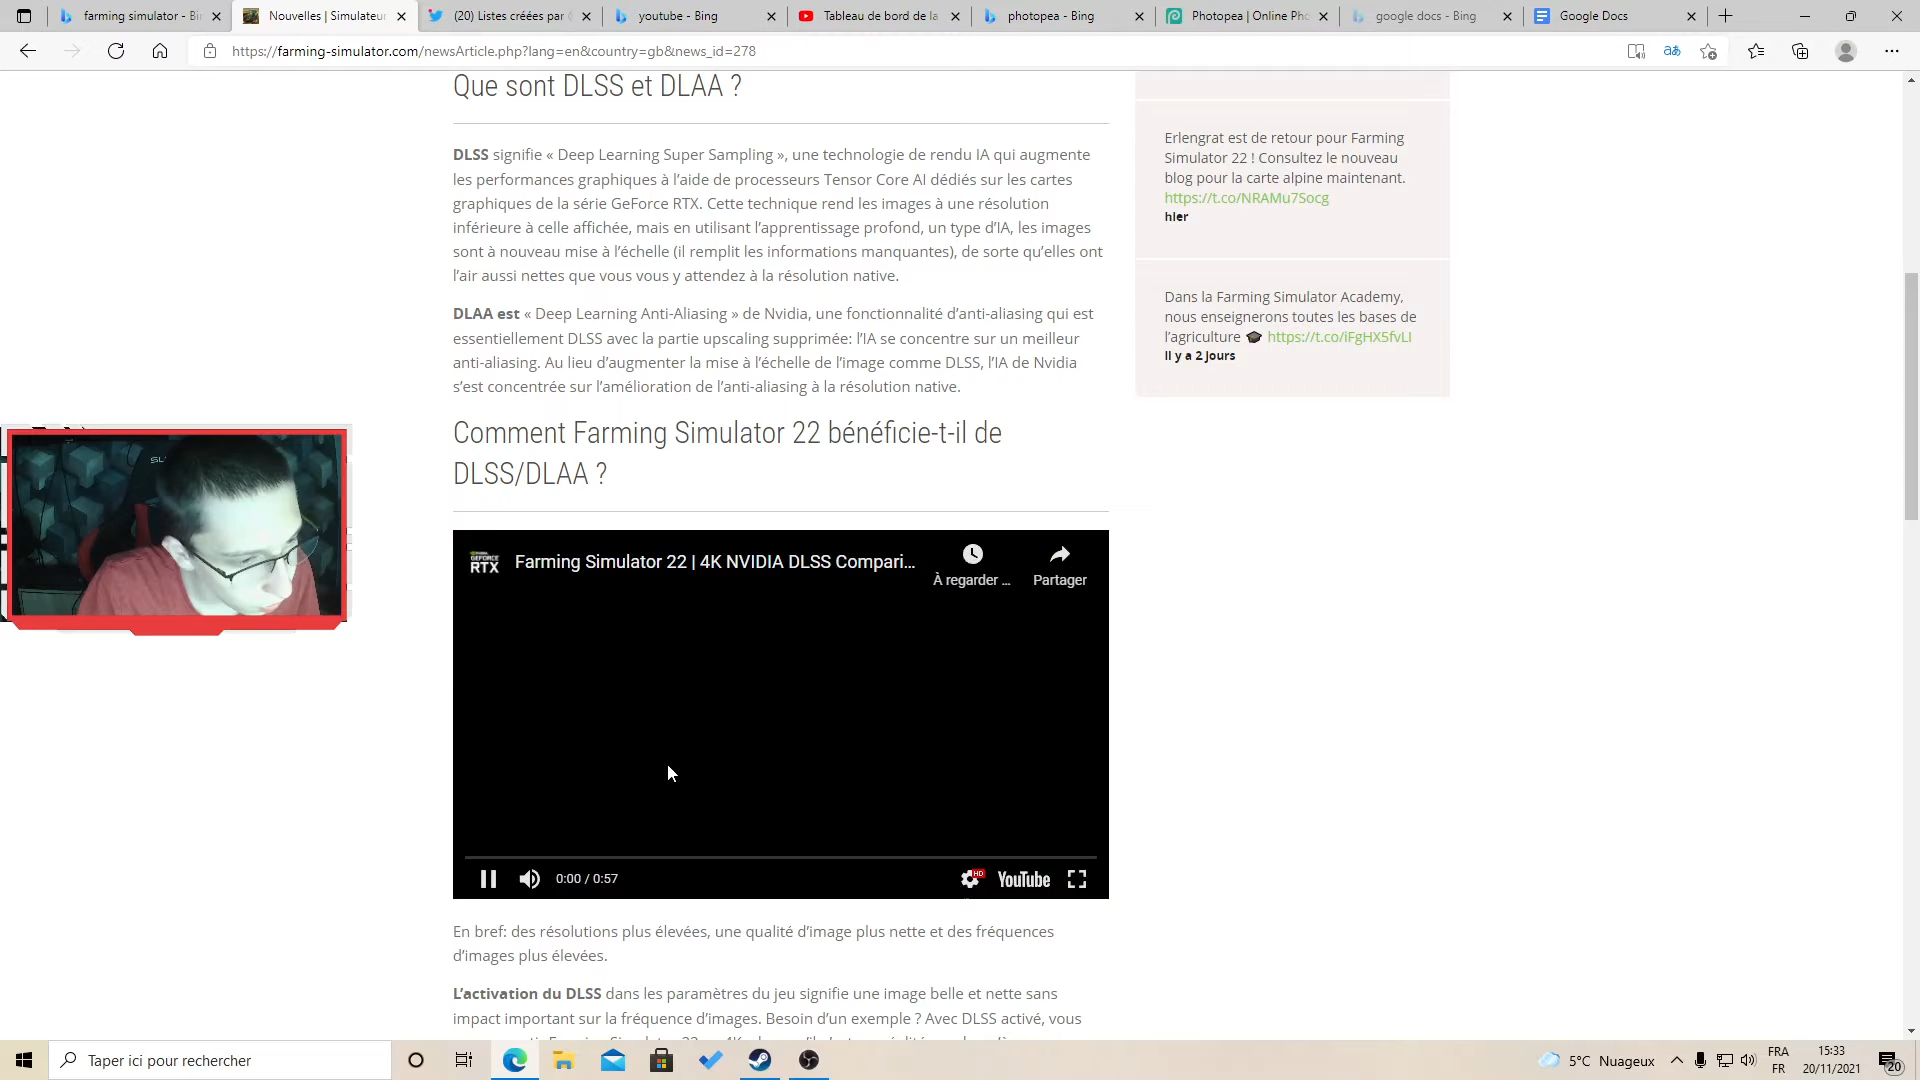 farming simulator - Bi
Nouvelles | Simulateur
(20) Listes créées par
youtube - Bing
Tableau de bord de la
photopea - Bing
Photopea | Online Pho
google docs - Bing
Google Docs
https://farming-simulator.com/newsArticle.php?lang=en&country=gb&news_id=278
Que sont DLSS et DLAA ?
DLSS signifie « Deep Learning Super Sampling », une technologie de rendu IA qui augmente
les performances graphiques à l’aide de processeurs Tensor Core AI dédiés sur les cartes
graphiques de la série GeForce RTX. Cette technique rend les images à une résolution
inférieure à celle affichée, mais en utilisant l’apprentissage profond, un type d’IA, les images
sont à nouveau mise à l’échelle (il remplit les informations manquantes), de sorte qu’elles ont
l’air aussi nettes que vous vous y attendez à la résolution native.
DLAA est « Deep Learning Anti-Aliasing » de Nvidia, une fonctionnalité d’anti-aliasing qui est
essentiellement DLSS avec la partie upscaling supprimée: l’IA se concentre sur un meilleur
anti-aliasing. Au lieu d’augmenter la mise à l’échelle de l’image comme DLSS, l’IA de Nvidia
s’est concentrée sur l’amélioration de l’anti-aliasing à la résolution native.
Comment Farming Simulator 22 bénéficie-t-il de
DLSS/DLAA ?
GEFORCE
RTX
Farming Simulator 22 | 4K NVIDIA DLSS Compari...
À regarder ...
Partager
0:00 / 0:57
HD
YouTube
En bref: des résolutions plus élevées, une qualité d’image plus nette et des fréquences
d’images plus élevées.
L’activation du DLSS dans les paramètres du jeu signifie une image belle et nette sans
impact important sur la fréquence d’images. Besoin d’un exemple ? Avec DLSS activé, vous
Erlengrat est de retour pour Farming
Simulator 22 ! Consultez le nouveau
blog pour la carte alpine maintenant.
https://t.co/NRAMu7Socg
hier
Dans la Farming Simulator Academy,
nous enseignerons toutes les bases de
l’agriculture https://t.co/iFgHX5fvLI
Il y a 2 jours
Taper ici pour rechercher
5°C Nuageux
FRA
FR
15:33
20/11/2021
20